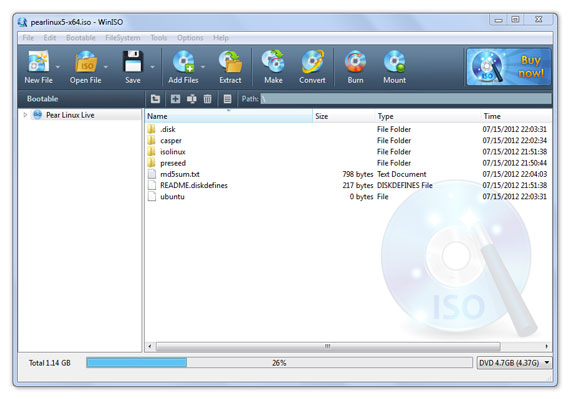 pearlinux5-x64.iso - WinISO
File Edit Bootable FileSystem Tools Options Help
New File Open File Save Add Files Extract Make Convert Burn Mount
ISO
ISO Buy now!
Bootable Path: \
Pear Linux Live
Name Size Type Time
.disk File Folder 07/15/2012 22:03:31
casper File Folder 07/15/2012 22:02:34
isolinux File Folder 07/15/2012 21:51:38
preseed File Folder 07/15/2012 21:50:44
md5sum.txt 798 bytes Text Document 07/15/2012 22:04:03
README.diskdefines 217 bytes DISKDEFINES File 07/15/2012 21:51:38
ubuntu 0 bytes File 07/15/2012 22:03:31
ISO
Total 1.14 GB 26% DVD 4.7GB (4.37G)